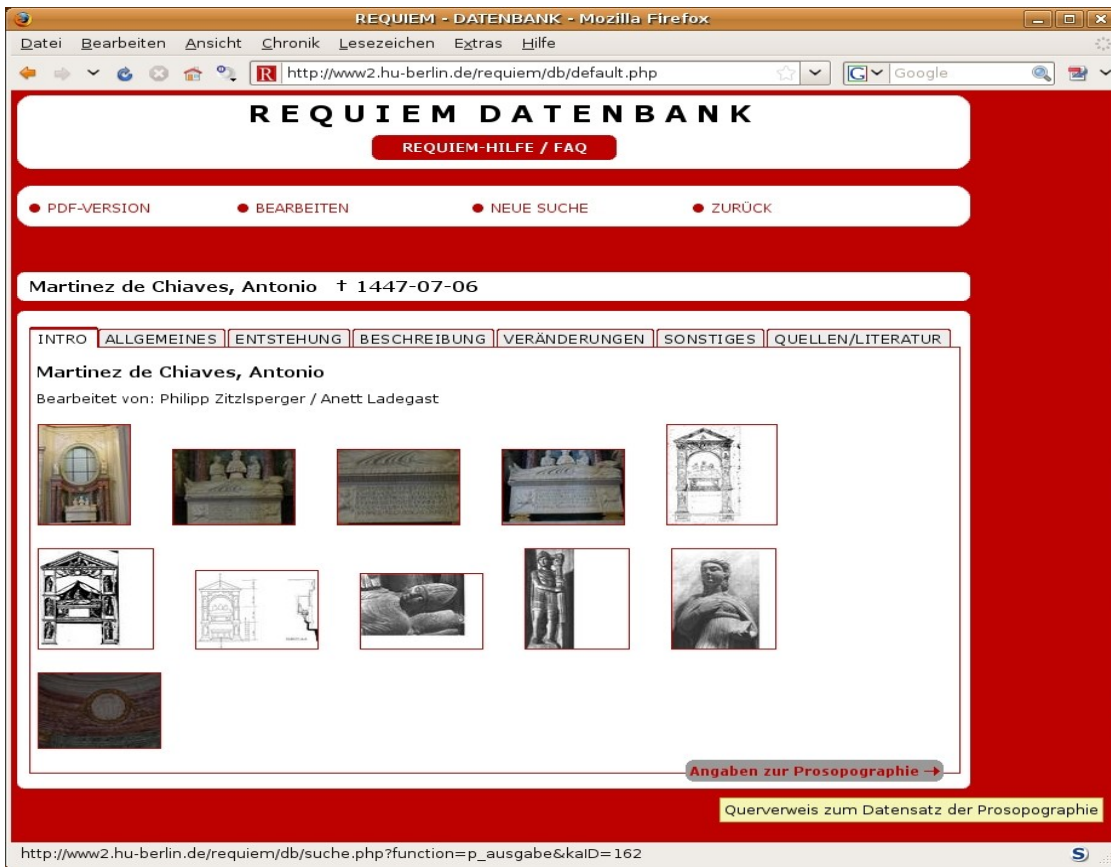 REQUIEM - DATENBANK - Mozilla Firefox
Datei Bearbeiten Ansicht Chronik Lesezeichen Extras Hilfe
R http://www2.hu-berlin.de/requiem/db/default.php G Google
REQUIEM DATENBANK
REQUIEM-HILFE / FAQ
PDF-VERSION BEARBEITEN NEUE SUCHE ZURÜCK
Martinez de Chiaves, Antonio † 1447-07-06
INTRO ALLGEMEINES ENTSTEHUNG BESCHREIBUNG VERÄNDERUNGEN SONSTIGES QUELLEN/LITERATUR
Martinez de Chiaves, Antonio
Bearbeitet von: Philipp Zitzlsperger / Anett Ladegast
Angaben zur Prosopographie →
Querverweis zum Datensatz der Prosopographie
http://www2.hu-berlin.de/requiem/db/suche.php?function=p_ausgabe&kaID=162 S